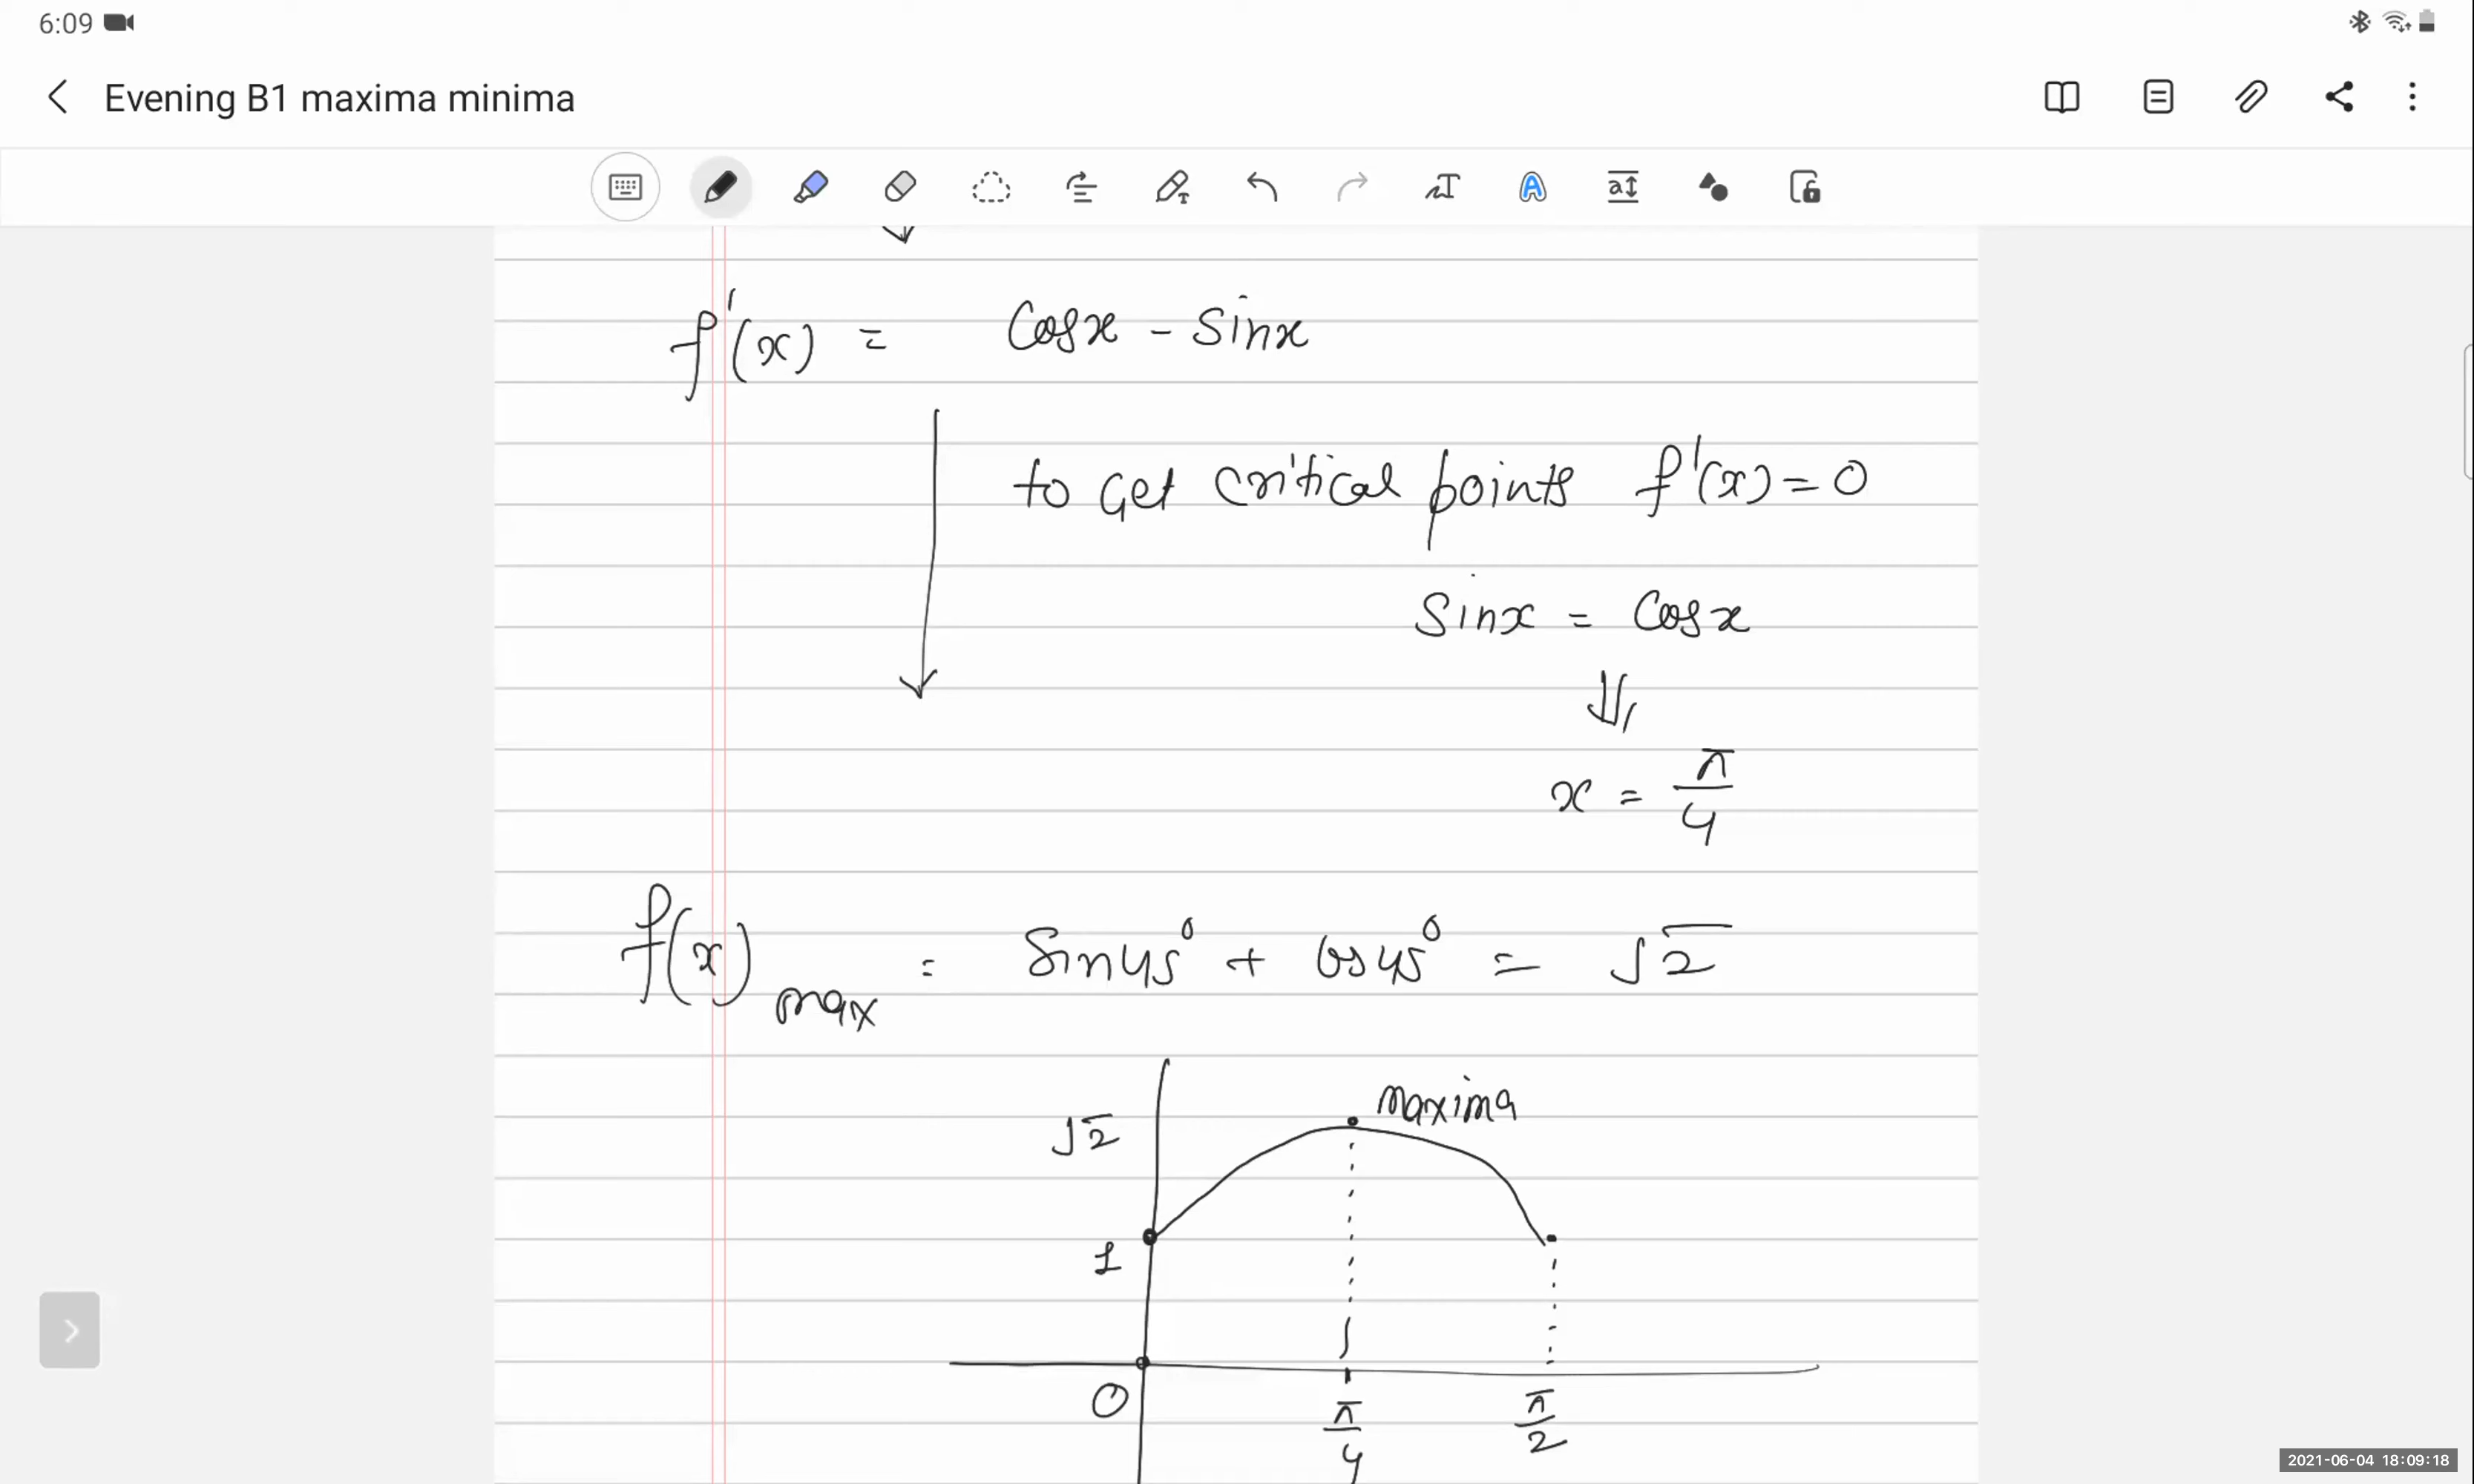 6:09
Evening B1 maxima minima
f'(x) = Cosx - Sinx
to get critical points f'(x) = 0
Sinx = Cosx
⇓
x = π/4
f(x)max = Sin45° + Cos45° = √2
√2 maxima
1
0 π/4 π/2
2021-06-04 18:09:18